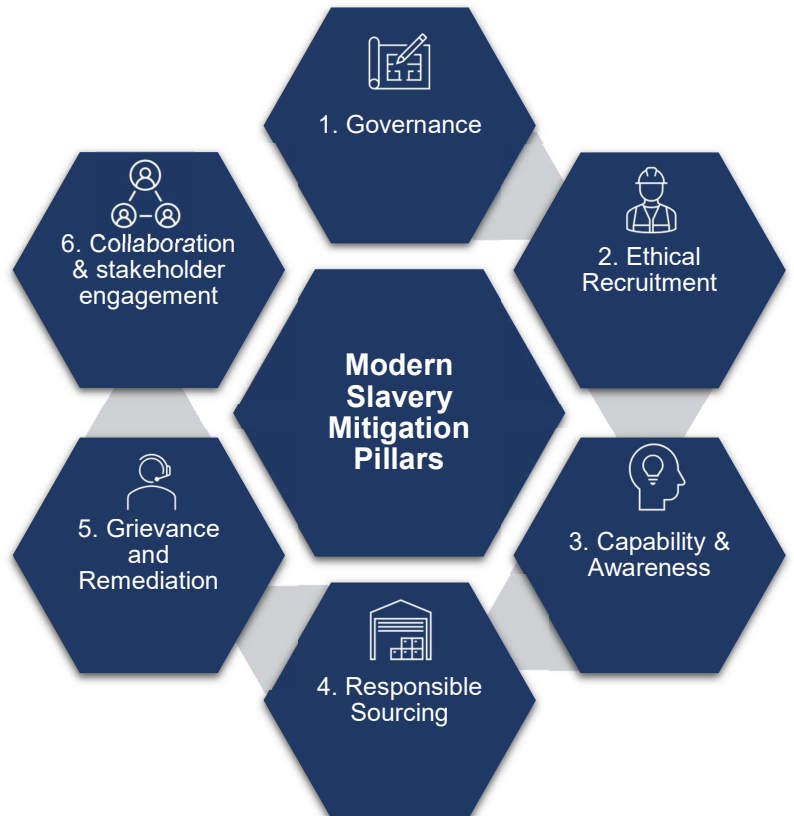 1. Governance
2. Ethical
Recruitment
3. Capability &
Awareness
4. Responsible
Sourcing
5. Grievance
and
Remediation
6. Collaboration
& stakeholder
engagement
Modern
Slavery
Mitigation
Pillars